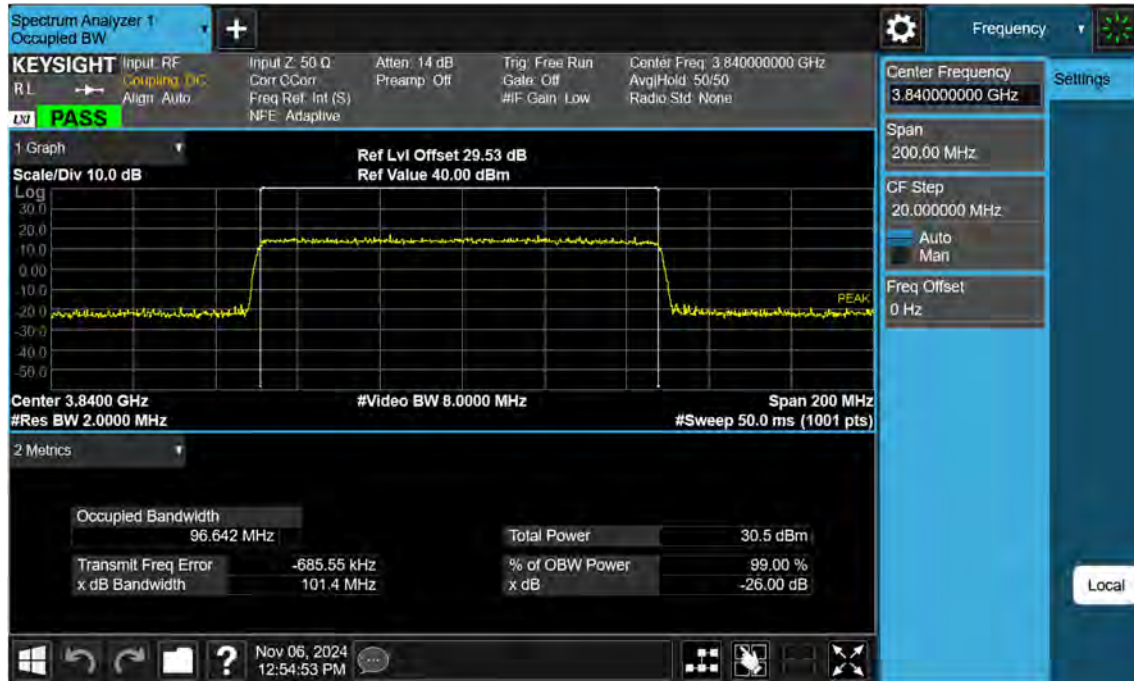 Spectrum Analyzer 1
Occupied BW
+
Frequency
KEYSIGHT
RL
LXI PASS
Input: RF
Coupling: DC
Align: Auto
Input Z: 50 Ω
Corr CCorr
Freq Ref: Int (S)
NFE: Adaptive
Atten: 14 dB
Preamp: Off
Trig: Free Run
Gate: Off
#IF Gain: Low
Center Freq: 3.840000000 GHz
Avg|Hold: 50/50
Radio Std: None
Center Frequency
3.840000000 GHz
Settings
Span
200.00 MHz
CF Step
20.000000 MHz
Auto
Man
Freq Offset
0 Hz
1 Graph
Scale/Div 10.0 dB
Ref Lvl Offset 29.53 dB
Ref Value 40.00 dBm
Log
30.0
20.0
10.0
0.00
-10.0
-20.0
-30.0
-40.0
-50.0
PEAK
Center 3.8400 GHz
#Video BW 8.0000 MHz
Span 200 MHz
#Res BW 2.0000 MHz
#Sweep 50.0 ms (1001 pts)
2 Metrics
Occupied Bandwidth
96.642 MHz
Total Power 30.5 dBm
Transmit Freq Error -685.55 kHz
% of OBW Power 99.00 %
x dB Bandwidth 101.4 MHz
x dB -26.00 dB
Local
?
Nov 06, 2024
12:54:53 PM